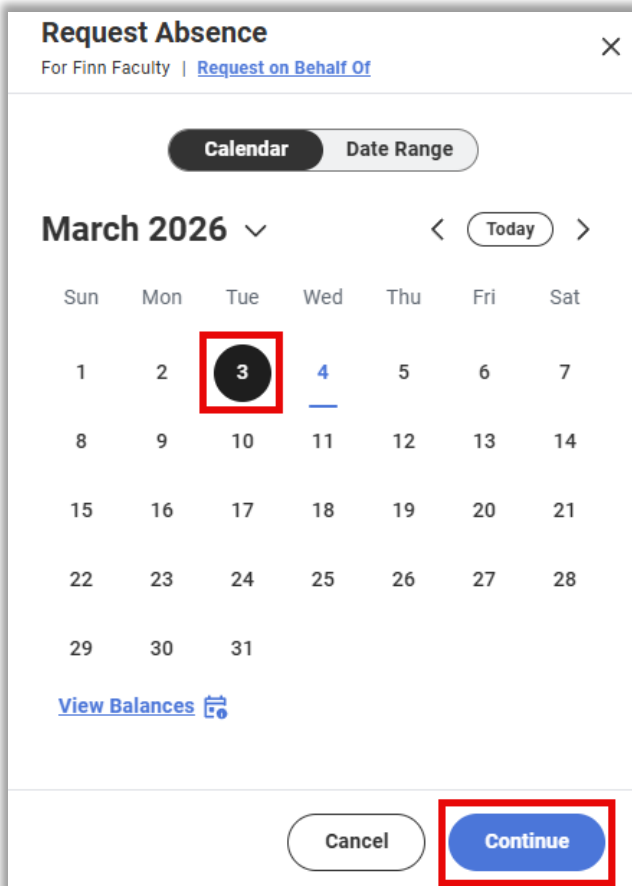 Request Absence
For Finn Faculty | Request on Behalf Of
Calendar Date Range
March 2026 Today
Sun Mon Tue Wed Thu Fri Sat
1 2 3 4 5 6 7
8 9 10 11 12 13 14
15 16 17 18 19 20 21
22 23 24 25 26 27 28
29 30 31
View Balances
Cancel Continue